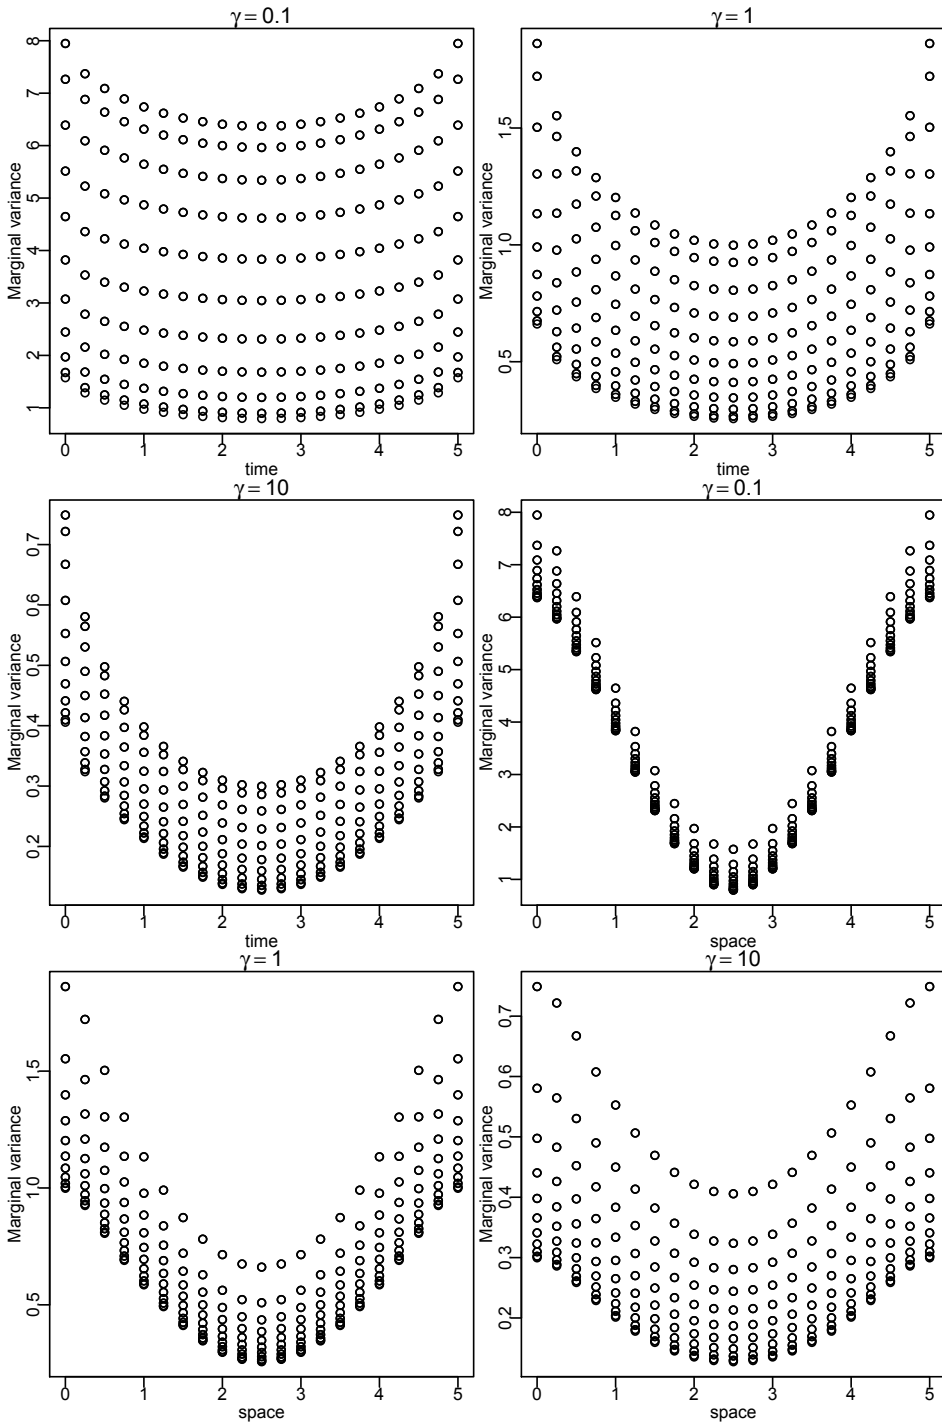 γ = 0.1
Marginal variance
1 2 3 4 5 6 7 8
0 1 2 3 4 5
time
γ = 1
Marginal variance
0.5 1.0 1.5
0 1 2 3 4 5
time
γ = 10
Marginal variance
0.2 0.3 0.4 0.5 0.6 0.7
0 1 2 3 4 5
time
γ = 0.1
Marginal variance
1 2 3 4 5 6 7 8
0 1 2 3 4 5
space
γ = 1
Marginal variance
0.5 1.0 1.5
0 1 2 3 4 5
space
γ = 10
Marginal variance
0.2 0.3 0.4 0.5 0.6 0.7
0 1 2 3 4 5
space